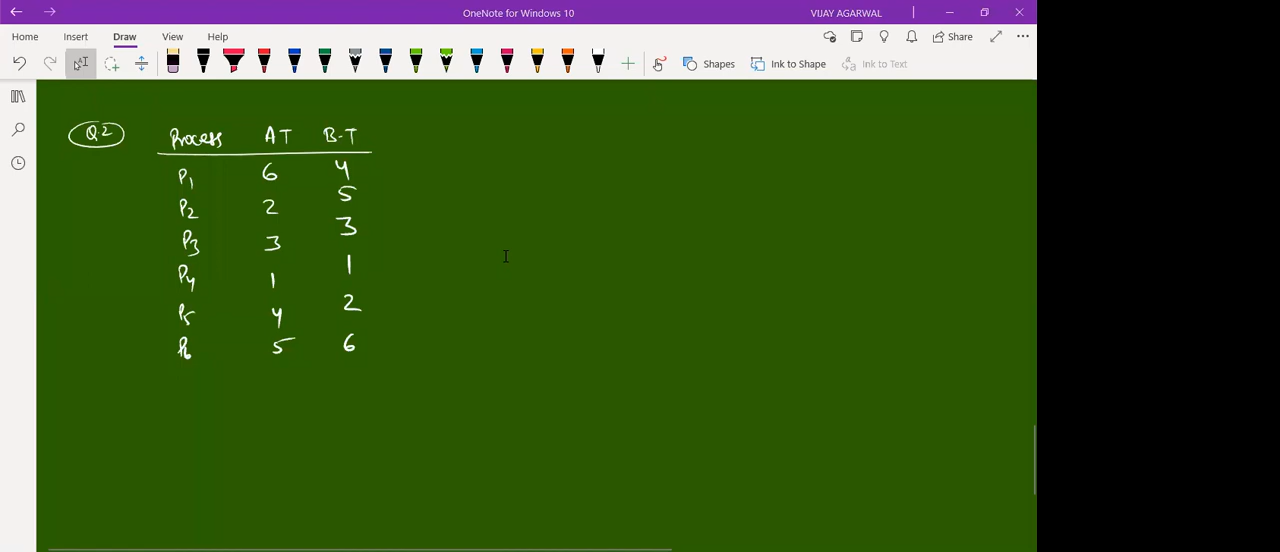 OneNote for Windows 10 VIJAY AGARWAL
Home Insert Draw View Help Share
Shapes Ink to Shape Ink to Text
Q.2 Process AT B.T
P1 6 4
P2 2 5
P3 3 3
P4 1 1
P5 4 2
P6 5 6